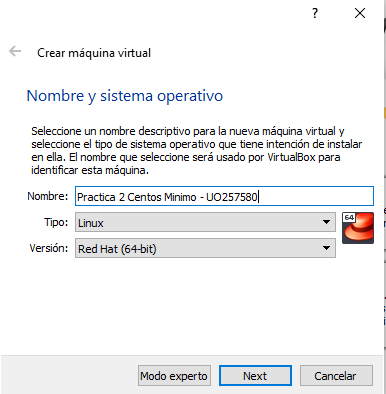 ?
Crear máquina virtual
Nombre y sistema operativo
Seleccione un nombre descriptivo para la nueva máquina virtual y
seleccione el tipo de sistema operativo que tiene intención de instalar
en ella. El nombre que seleccione será usado por VirtualBox para
identificar esta máquina.
Nombre: Practica 2 Centos Minimo - UO257580
Tipo: Linux
64
Versión: Red Hat (64-bit)
Modo experto Next Cancelar